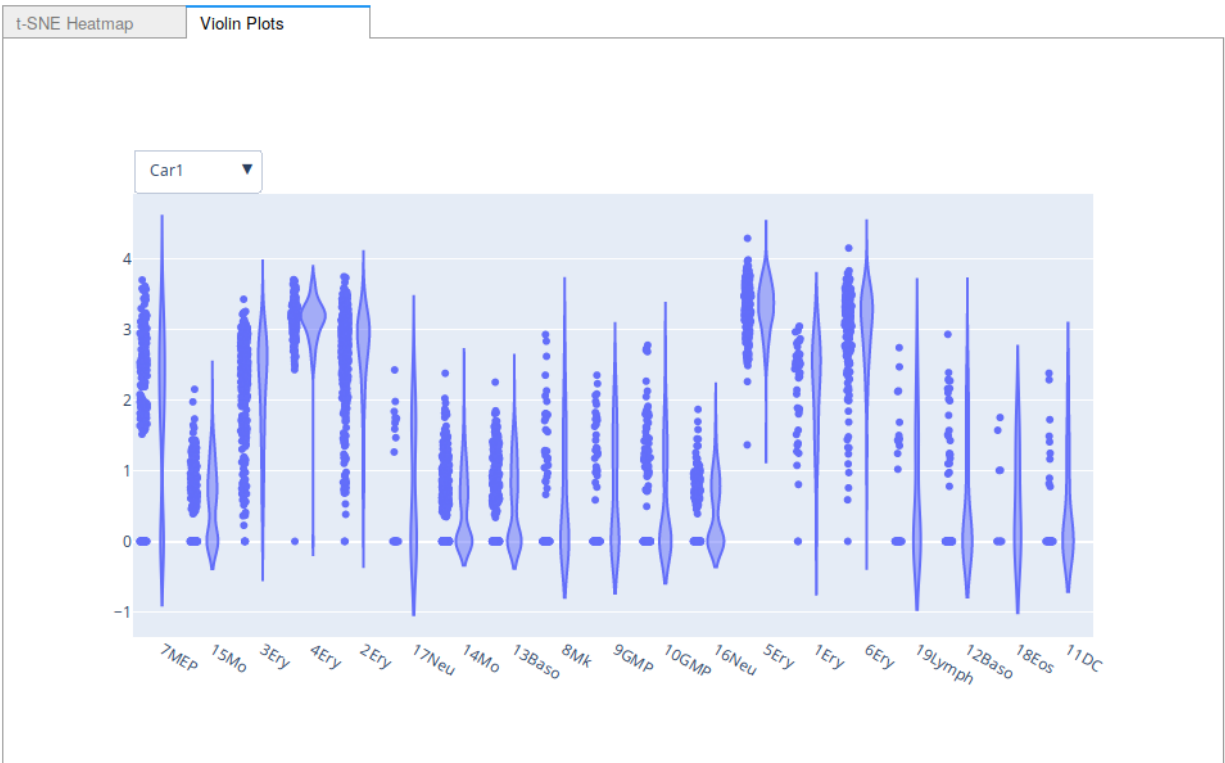 t-SNE Heatmap
Violin Plots
Car1
4
3
2
1
0
−1
7MEP
15Mo
3Ery
4Ery
2Ery
17Neu
14Mo
13Baso
8Mk
9GMP
10GMP
16Neu
5Ery
1Ery
6Ery
19Lymph
12Baso
18Eos
11DC